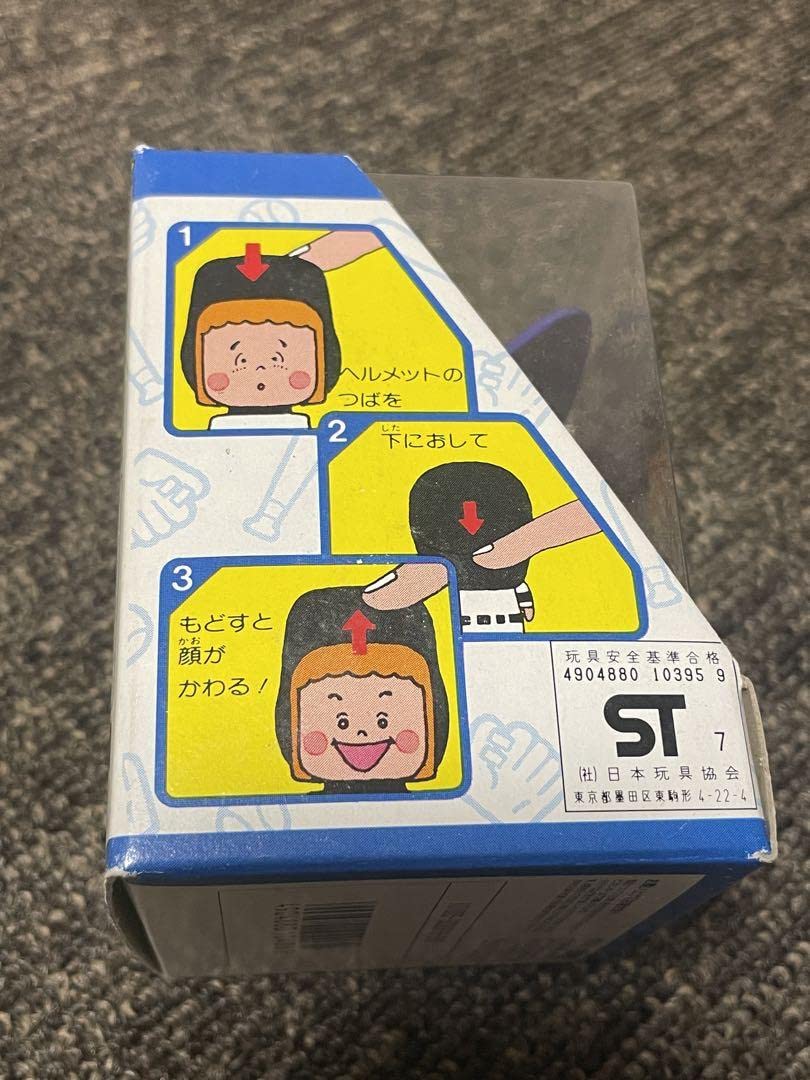 1
ヘルメットの
つばを
2
した
下におして
3
もどすと
かお
顔が
かわる!
玩具安全基準合格
4904880 10395 9
ST 7
(社)日本玩具協会
東京都墨田区東駒形 4-22-4